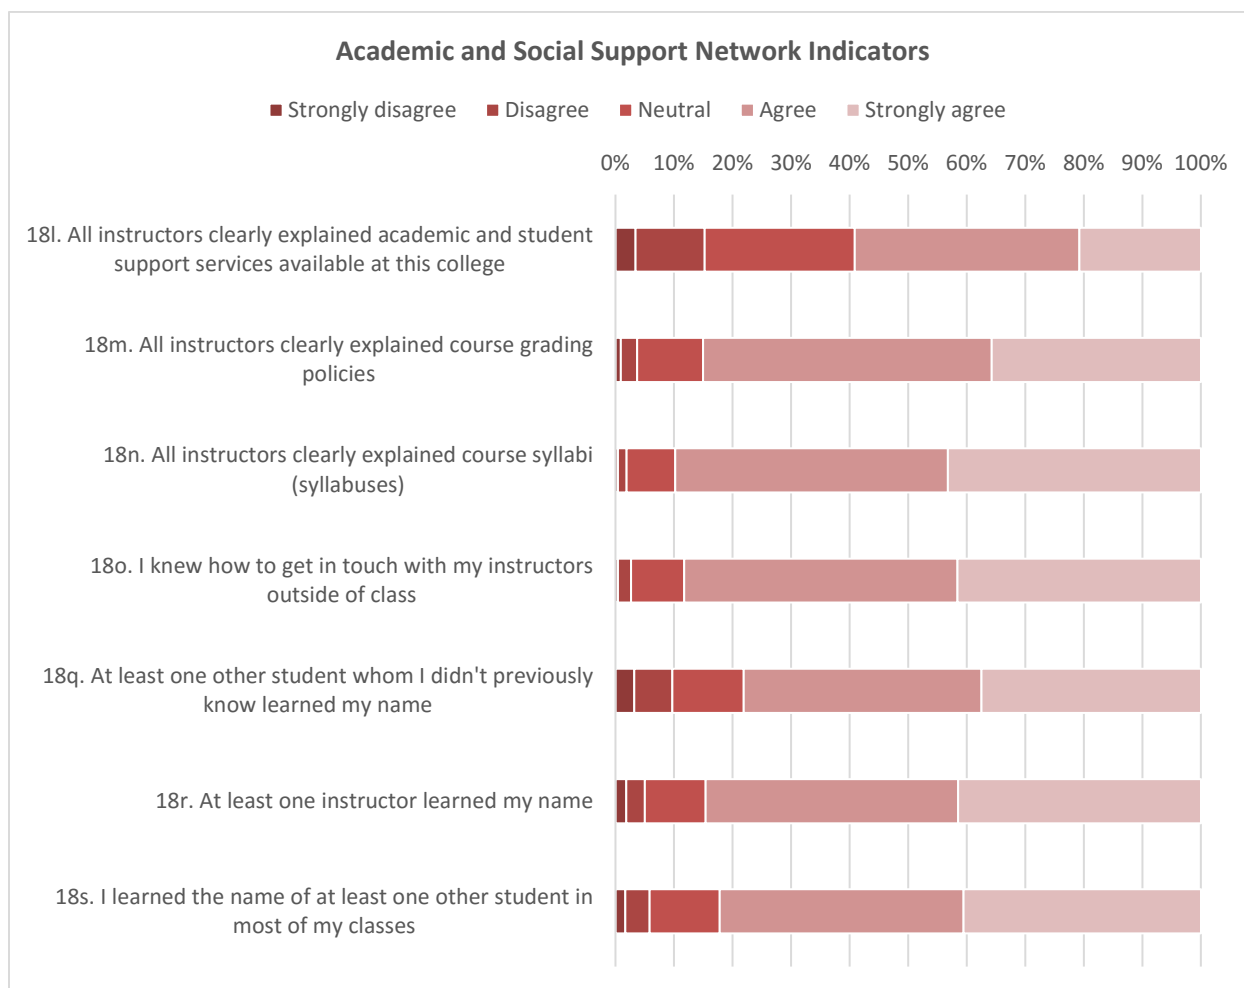 Academic and Social Support Network Indicators
Strongly disagree Disagree Neutral Agree Strongly agree
0% 10% 20% 30% 40% 50% 60% 70% 80% 90% 100%
18l. All instructors clearly explained academic and student
support services available at this college
18m. All instructors clearly explained course grading
policies
18n. All instructors clearly explained course syllabi
(syllabuses)
18o. I knew how to get in touch with my instructors
outside of class
18q. At least one other student whom I didn't previously
know learned my name
18r. At least one instructor learned my name
18s. I learned the name of at least one other student in
most of my classes